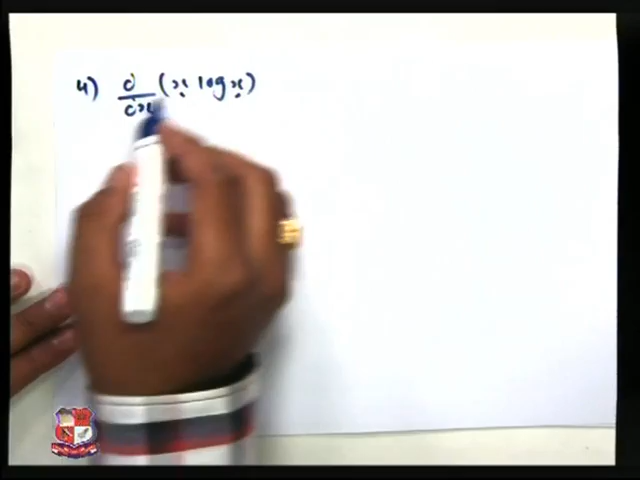 4) d/dx (x log x)